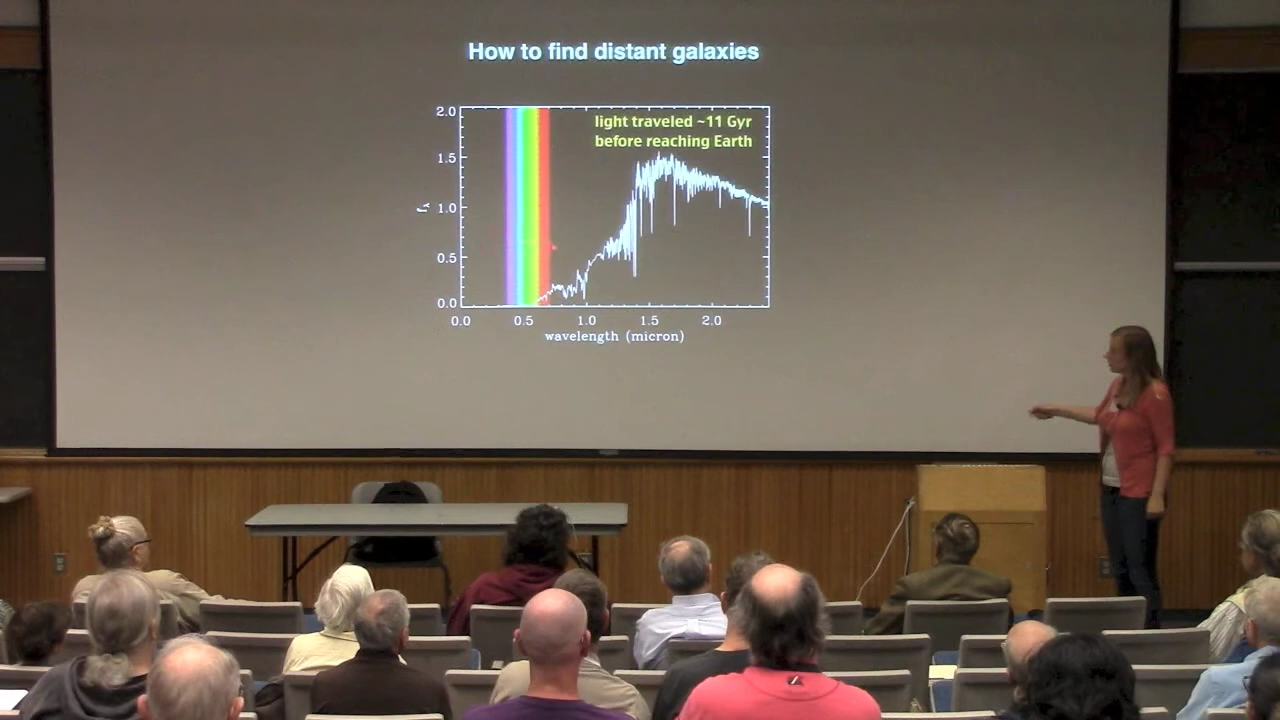 How to find distant galaxies
light traveled ~11 Gyr
before reaching Earth
2.0
1.5
1.0
0.5
0.0
fλ
0.0 0.5 1.0 1.5 2.0
wavelength (micron)